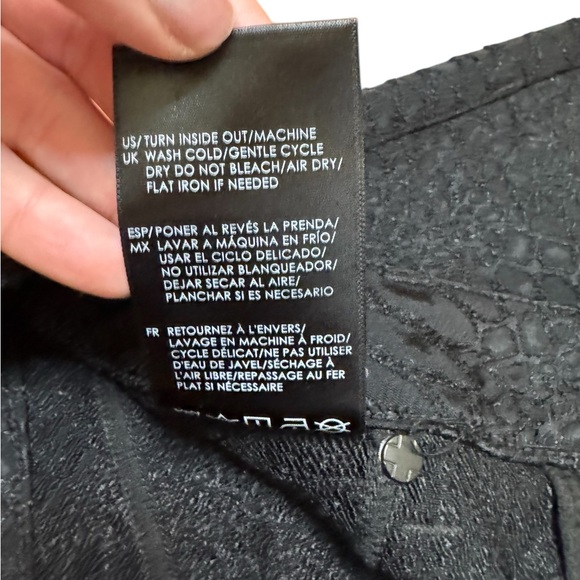 US/ TURN INSIDE OUT/MACHINE
UK WASH COLD/GENTLE CYCLE
DRY DO NOT BLEACH/AIR DRY/
FLAT IRON IF NEEDED
ESP/ PONER AL REVÉS LA PRENDA/
MX LAVAR A MÁQUINA EN FRÍO/
USAR EL CICLO DELICADO/
NO UTILIZAR BLANQUEADOR/
DEJAR SECAR AL AIRE/
PLANCHAR SI ES NECESARIO
FR RETOURNEZ À L'ENVERS/
LAVAGE EN MACHINE À FROID/
CYCLE DÉLICAT/NE PAS UTILISER
D'EAU DE JAVEL/SÉCHAGE À
L'AIR LIBRE/REPASSAGE AU FER
PLAT SI NÉCESSAIRE